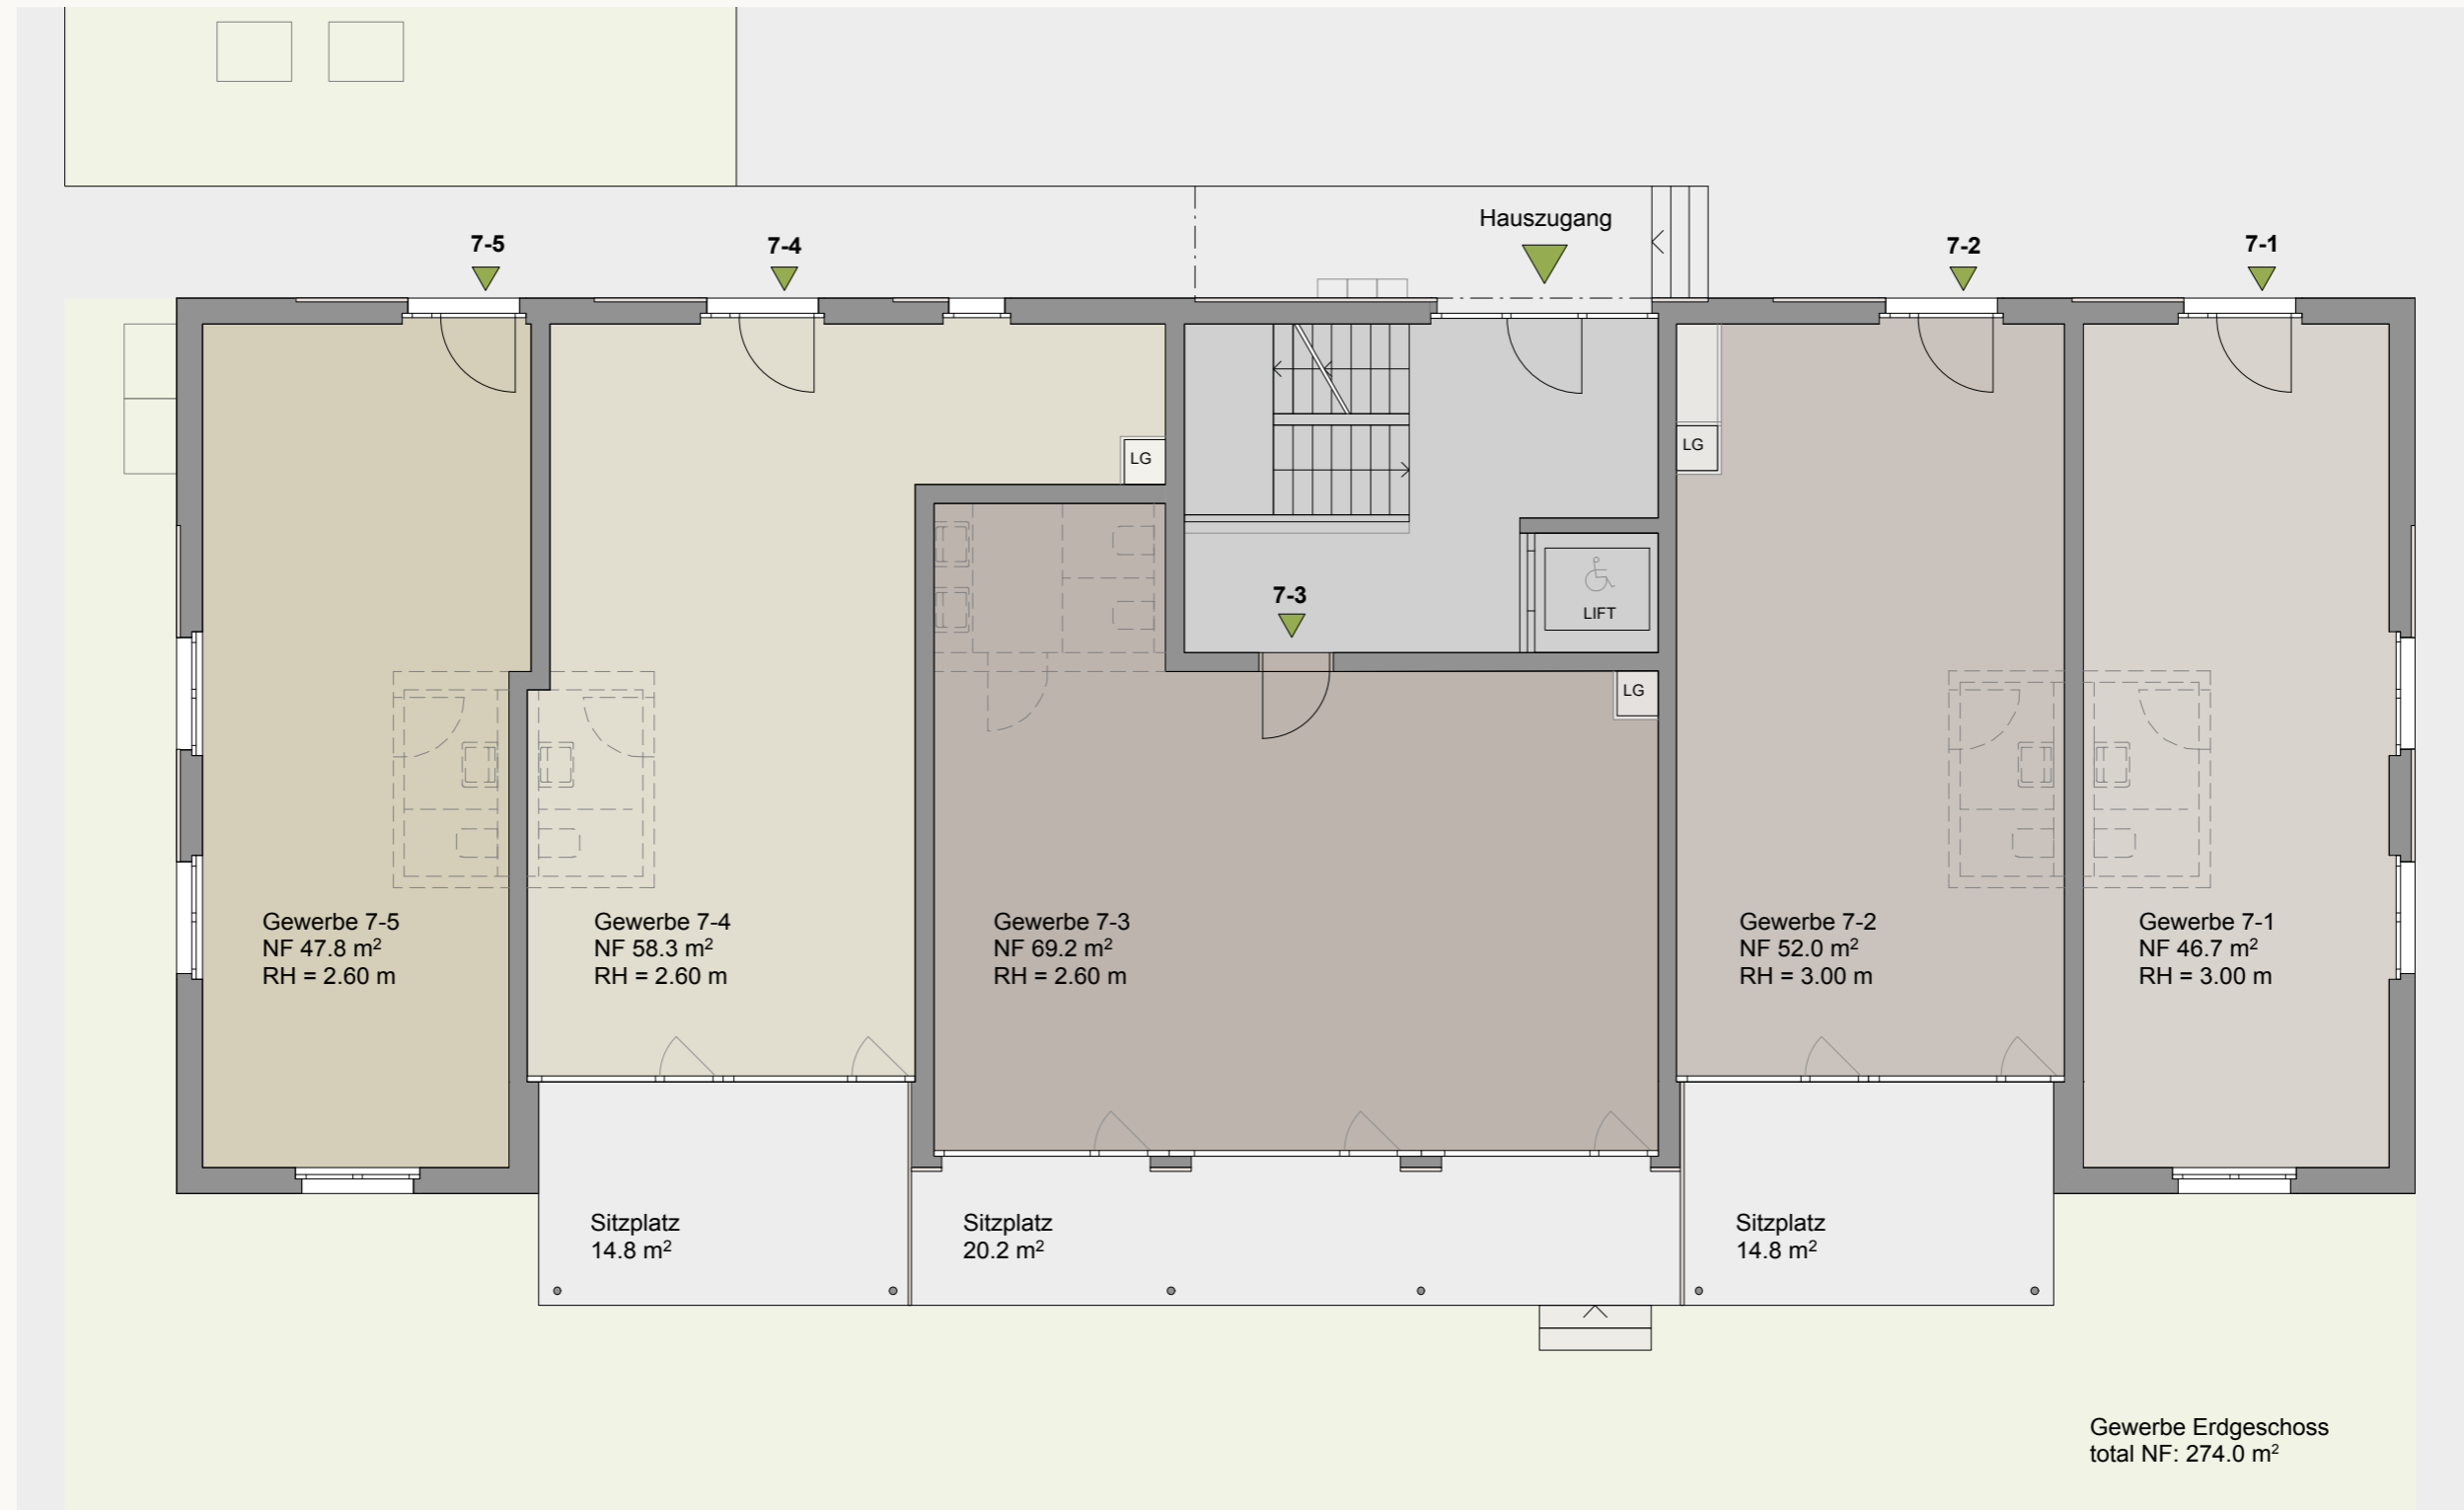 Hauszugang
7-5
7-4
7-2
7-1
LG
LG
7-3
LIFT
LG
Gewerbe 7-5
NF 47.8 m²
RH = 2.60 m
Gewerbe 7-4
NF 58.3 m²
RH = 2.60 m
Gewerbe 7-3
NF 69.2 m²
RH = 2.60 m
Gewerbe 7-2
NF 52.0 m²
RH = 3.00 m
Gewerbe 7-1
NF 46.7 m²
RH = 3.00 m
Sitzplatz
14.8 m²
Sitzplatz
20.2 m²
Sitzplatz
14.8 m²
Gewerbe Erdgeschoss
total NF: 274.0 m²